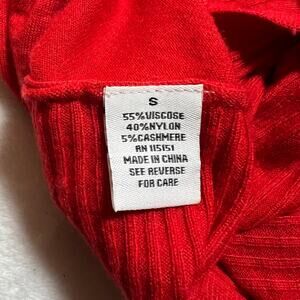 S
55%VISCOSE
40%NYLON
5%CASHMERE
RN 115151
MADE IN CHINA
SEE REVERSE
FOR CARE